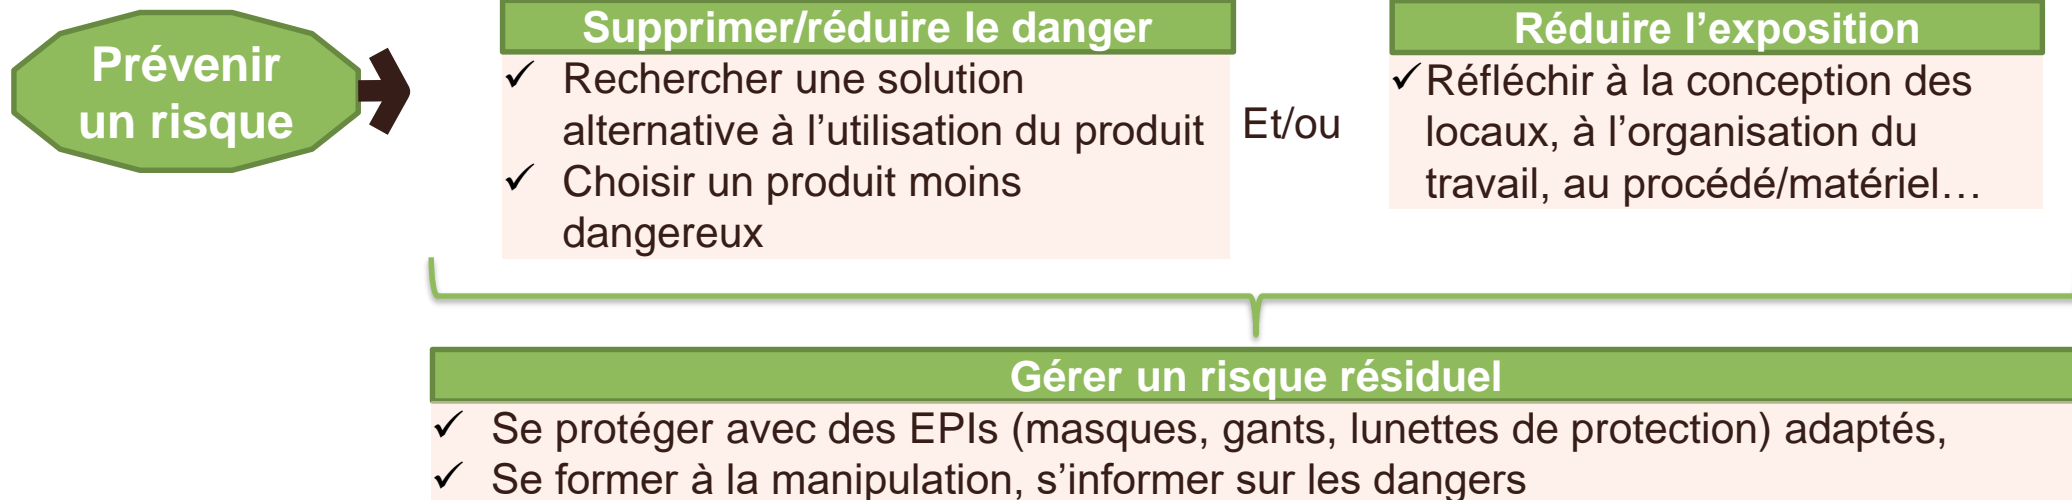 Prévenir
un risque
Supprimer/réduire le danger
✓ Rechercher une solution
alternative à l’utilisation du produit
✓ Choisir un produit moins
dangereux
Et/ou
Réduire l’exposition
✓Réfléchir à la conception des
locaux, à l’organisation du
travail, au procédé/matériel…
Gérer un risque résiduel
✓ Se protéger avec des EPIs (masques, gants, lunettes de protection) adaptés,
✓ Se former à la manipulation, s’informer sur les dangers